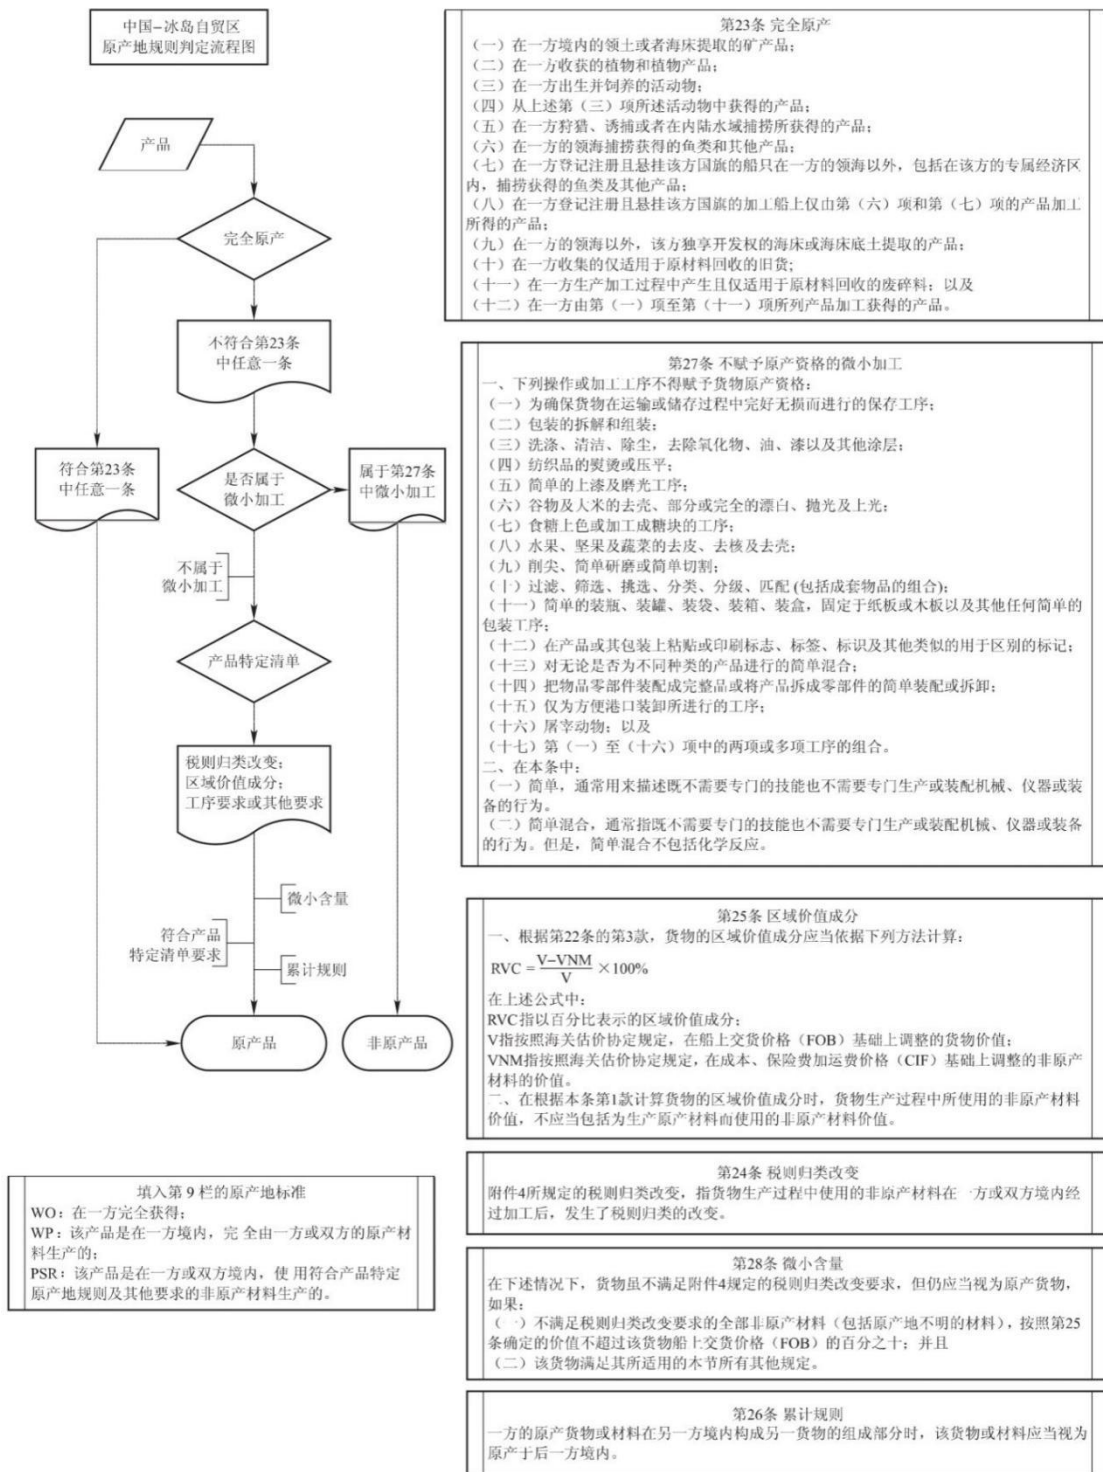 中国–冰岛自贸区
原产地规则判定流程图
产品
完全原产
不符合第23条
中任意一条
符合第23条
中任意一条
是否属于
微小加工
属于第27条
中微小加工
不属于
微小加工
产品特定清单
税则归类改变;
区域价值成分;
工序要求或其他要求
微小含量
符合产品
特定清单要求
累计规则
原产品
非原产品
填入第 9 栏的原产地标准
WO：在一方完全获得;
WP：该产品是在一方境内，完 全由一方或双方的原产材
料生产的;
PSR：该产品是在一方或双方境内，使 用符合产品特定
原产地规则及其他要求的非原产材料生产的。
第23条 完全原产
（一）在一方境内的领土或者海床提取的矿产品;
（二）在一方收获的植物和植物产品;
（三）在一方出生并饲养的活动物;
（四）从上述第（三）项所述活动物中获得的产品;
（五）在一方狩猎、诱捕或者在内陆水域捕捞所获得的产品;
（六）在一方的领海捕捞获得的鱼类和其他产品;
（七）在一方登记注册且悬挂该方国旗的船只在一方的领海以外，包括在该方的专属经济区
内，捕捞获得的鱼类及其他产品;
（八）在一方登记注册且悬挂该方国旗的加工船上仅由第（六）项和第（七）项的产品加工
所得的产品;
（九）在一方的领海以外，该方独享开发权的海床或海床底土提取的产品;
（十）在一方收集的仅适用于原材料回收的旧货;
（十一）在一方生产加工过程中产生且仅适用于原材料回收的废碎料；以及
（十二）在一方由第（一）项至第（十一）项所列产品加工获得的产品。
第27条 不赋予原产资格的微小加工
一、下列操作或加工工序不得赋予货物原产资格：
（一）为确保货物在运输或储存过程中完好无损而进行的保存工序;
（二）包装的拆解和组装;
（三）洗涤、清洁、除尘，去除氧化物、油、漆以及其他涂层;
（四）纺织品的熨烫或压平;
（五）简单的上漆及磨光工序;
（六）谷物及大米的去壳、部分或完全的漂白、抛光及上光;
（七）食糖上色或加工成糖块的工序;
（八）水果、坚果及蔬菜的去皮、去核及去壳;
（九）削尖、简单研磨或简单切割;
（十）过滤、筛选、挑选、分类、分级、匹配 (包括成套物品的组合);
（十一）简单的装瓶、装罐、装袋、装箱、装盒，固定于纸板或木板以及其他任何简单的
包装工序;
（十二）在产品或其包装上粘贴或印刷标志、标签、标识及其他类似的用于区别的标记;
（十三）对无论是否为不同种类的产品进行的简单混合;
（十四）把物品零部件装配成完整品或将产品拆成零部件的简单装配或拆卸;
（十五）仅为方便港口装卸所进行的工序;
（十六）屠宰动物；以及
（十七）第（一）至（十六）项中的两项或多项工序的组合。
二、在本条中：
（一）简单，通常用来描述既不需要专门的技能也不需要专门生产或装配机械、仪器或装
备的行为。
（二）简单混合，通常指既不需要专门的技能也不需要专门生产或装配机械、仪器或装备
的行为。但是，简单混合不包括化学反应。
第25条 区域价值成分
一、根据第22条的第3款，货物的区域价值成分应当依据下列方法计算：
RVC = V–VNM / V ×100%
在上述公式中：
RVC指以百分比表示的区域价值成分;
V指按照海关估价协定规定，在船上交货价格（FOB）基础上调整的货物价值;
VNM指按照海关估价协定规定，在成本、保险费加运费价格（CIF）基础上调整的非原产
材料的价值。
二、在根据本条第1款计算货物的区域价值成分时，货物生产过程中所使用的非原产材料
价值，不应当包括为生产原产材料而使用的非原产材料价值。
第24条 税则归类改变
附件4所规定的税则归类改变，指货物生产过程中使用的非原产材料在一方或双方境内经
过加工后，发生了税则归类的改变。
第28条 微小含量
在下述情况下，货物虽不满足附件4规定的税则归类改变要求，但仍应当视为原产货物，
如果：
（一）不满足税则归类改变要求的全部非原产材料（包括原产地不明的材料），按照第25
条确定的价值不超过该货物船上交货价格（FOB）的百分之十；并且
（二）该货物满足其所适用的本节所有其他规定。
第26条 累计规则
一方的原产货物或材料在另一方境内构成另一货物的组成部分时，该货物或材料应当视为
原产于后一方境内。